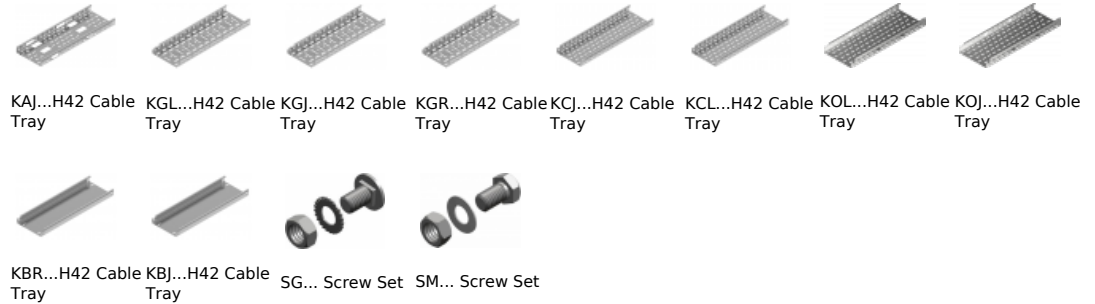 KAJ...H42 Cable Tray
KGL...H42 Cable Tray
KGJ...H42 Cable Tray
KGR...H42 Cable Tray
KCJ...H42 Cable Tray
KCL...H42 Cable Tray
KOL...H42 Cable Tray
KOJ...H42 Cable Tray
KBR...H42 Cable Tray
KBJ...H42 Cable Tray
SG... Screw Set
SM... Screw Set